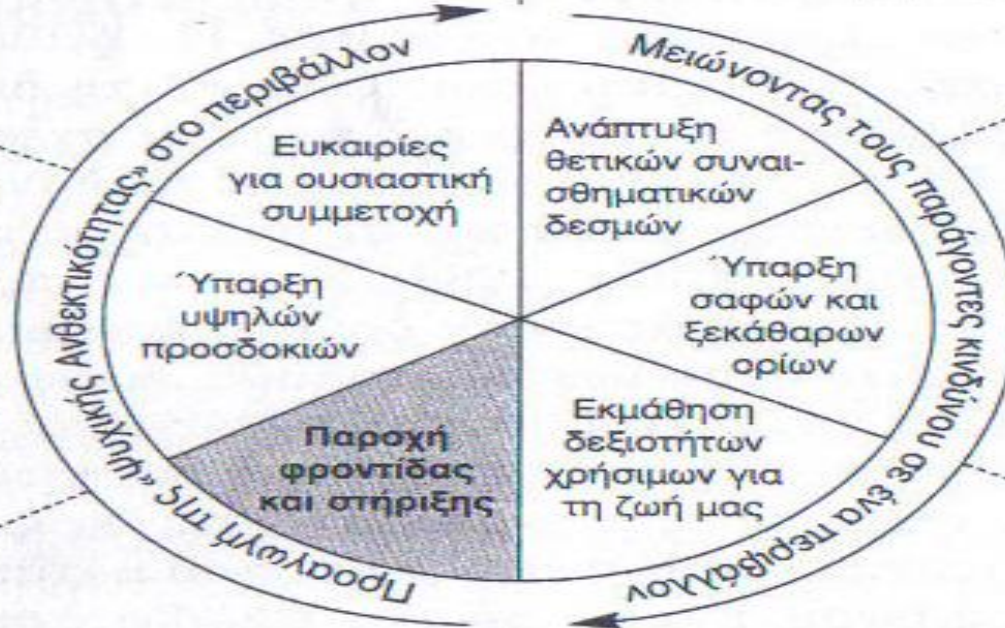 Προαγωγή της «Ψυχικής Ανθεκτικότητας» στο περιβάλλον
Μειώνοντας τους παράγοντες κινδύνου σε ένα περιβάλλον
Ευκαιρίες
για ουσιαστική
συμμετοχή
Ανάπτυξη
θετικών συναι-
σθηματικών
δεσμών
Ύπαρξη
υψηλών
προσδοκιών
Ύπαρξη
σαφών και
ξεκάθαρων
ορίων
Παροχή
φροντίδας
και στήριξης
Εκμάθηση
δεξιοτήτων
χρήσιμων για
τη ζωή μας